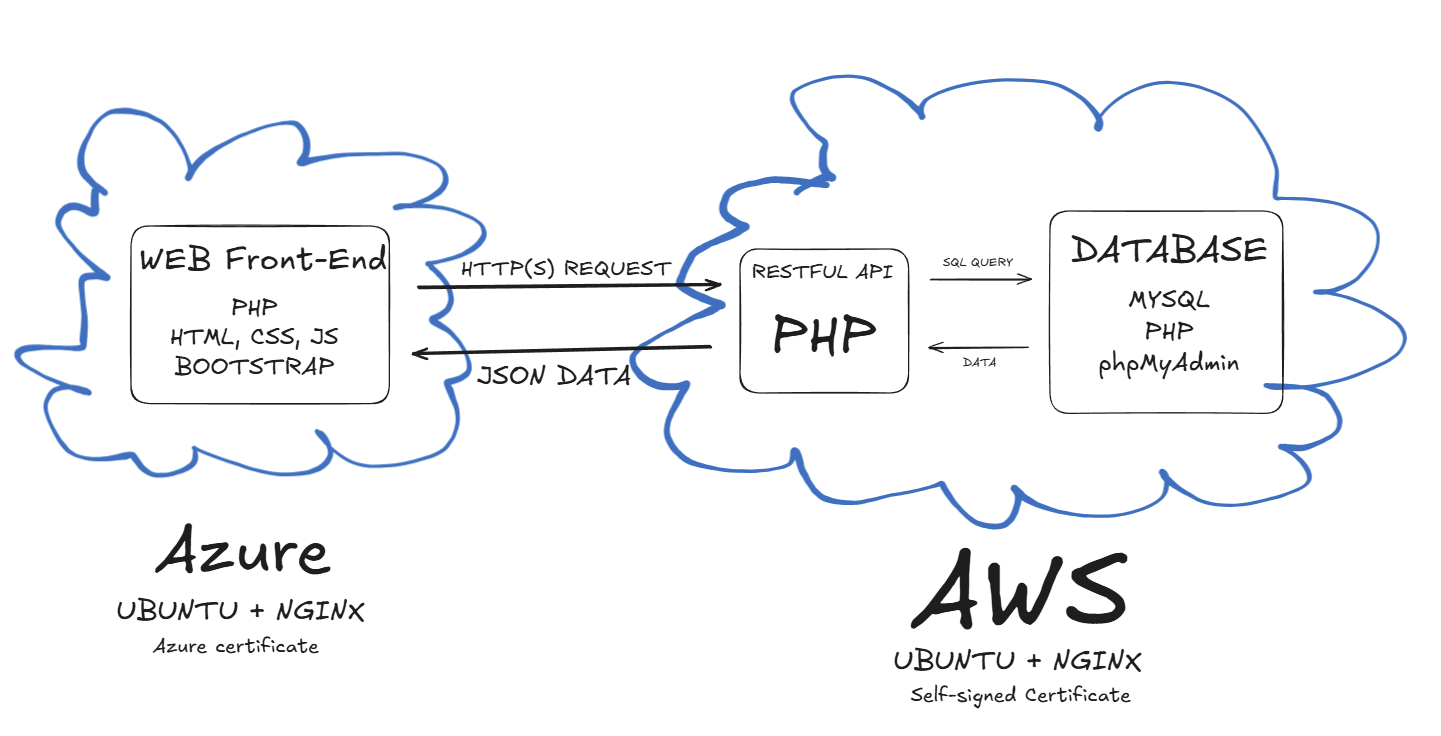 WEB Front-End
PHP
HTML, CSS, JS
BOOTSTRAP
HTTP(S) REQUEST
JSON DATA
RESTFUL API
PHP
SQL QUERY
DATA
DATABASE
MYSQL
PHP
phpMyAdmin
Azure
UBUNTU + NGINX
Azure certificate
AWS
UBUNTU + NGINX
Self-signed Certificate